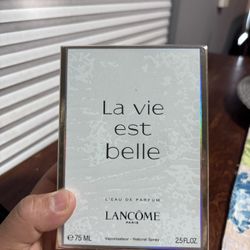 La vie
est
belle
L'EAU DE PARFUM
LANCÔME
PARIS
℮ 75 ML Vaporisateur - Natural Spray 2.5 FL.OZ.